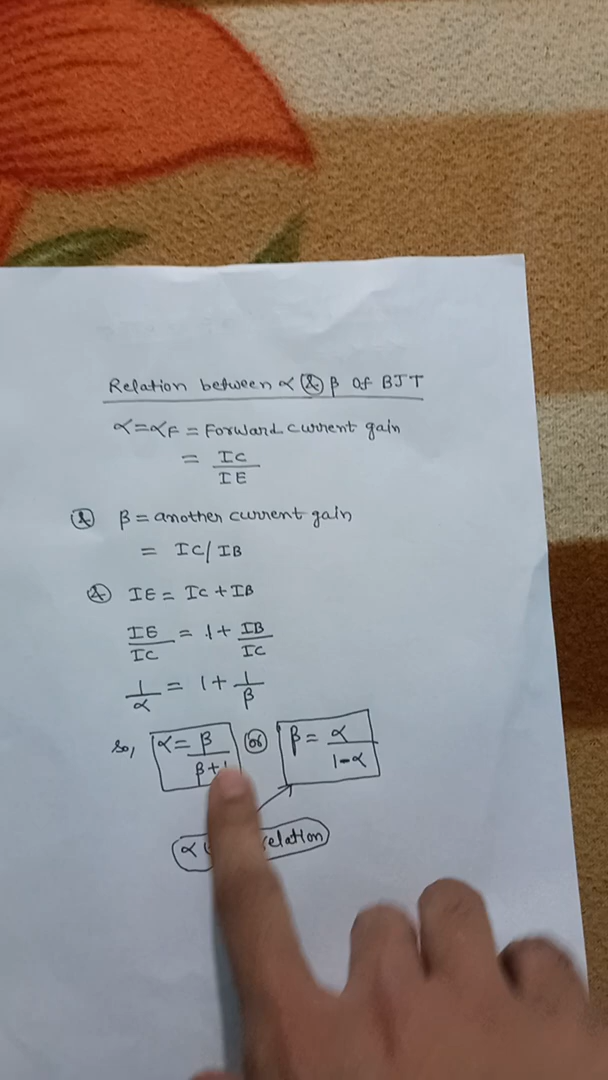 Relation between α & β Of BJT
α=αF = Forward current gain
= IC/IE
& β = another current gain
= IC/IB
& IE = IC + IB
IE/IC = 1 + IB/IC
1/α = 1 + 1/β
so, α = β/β+1 or β = α/1-α
α relation